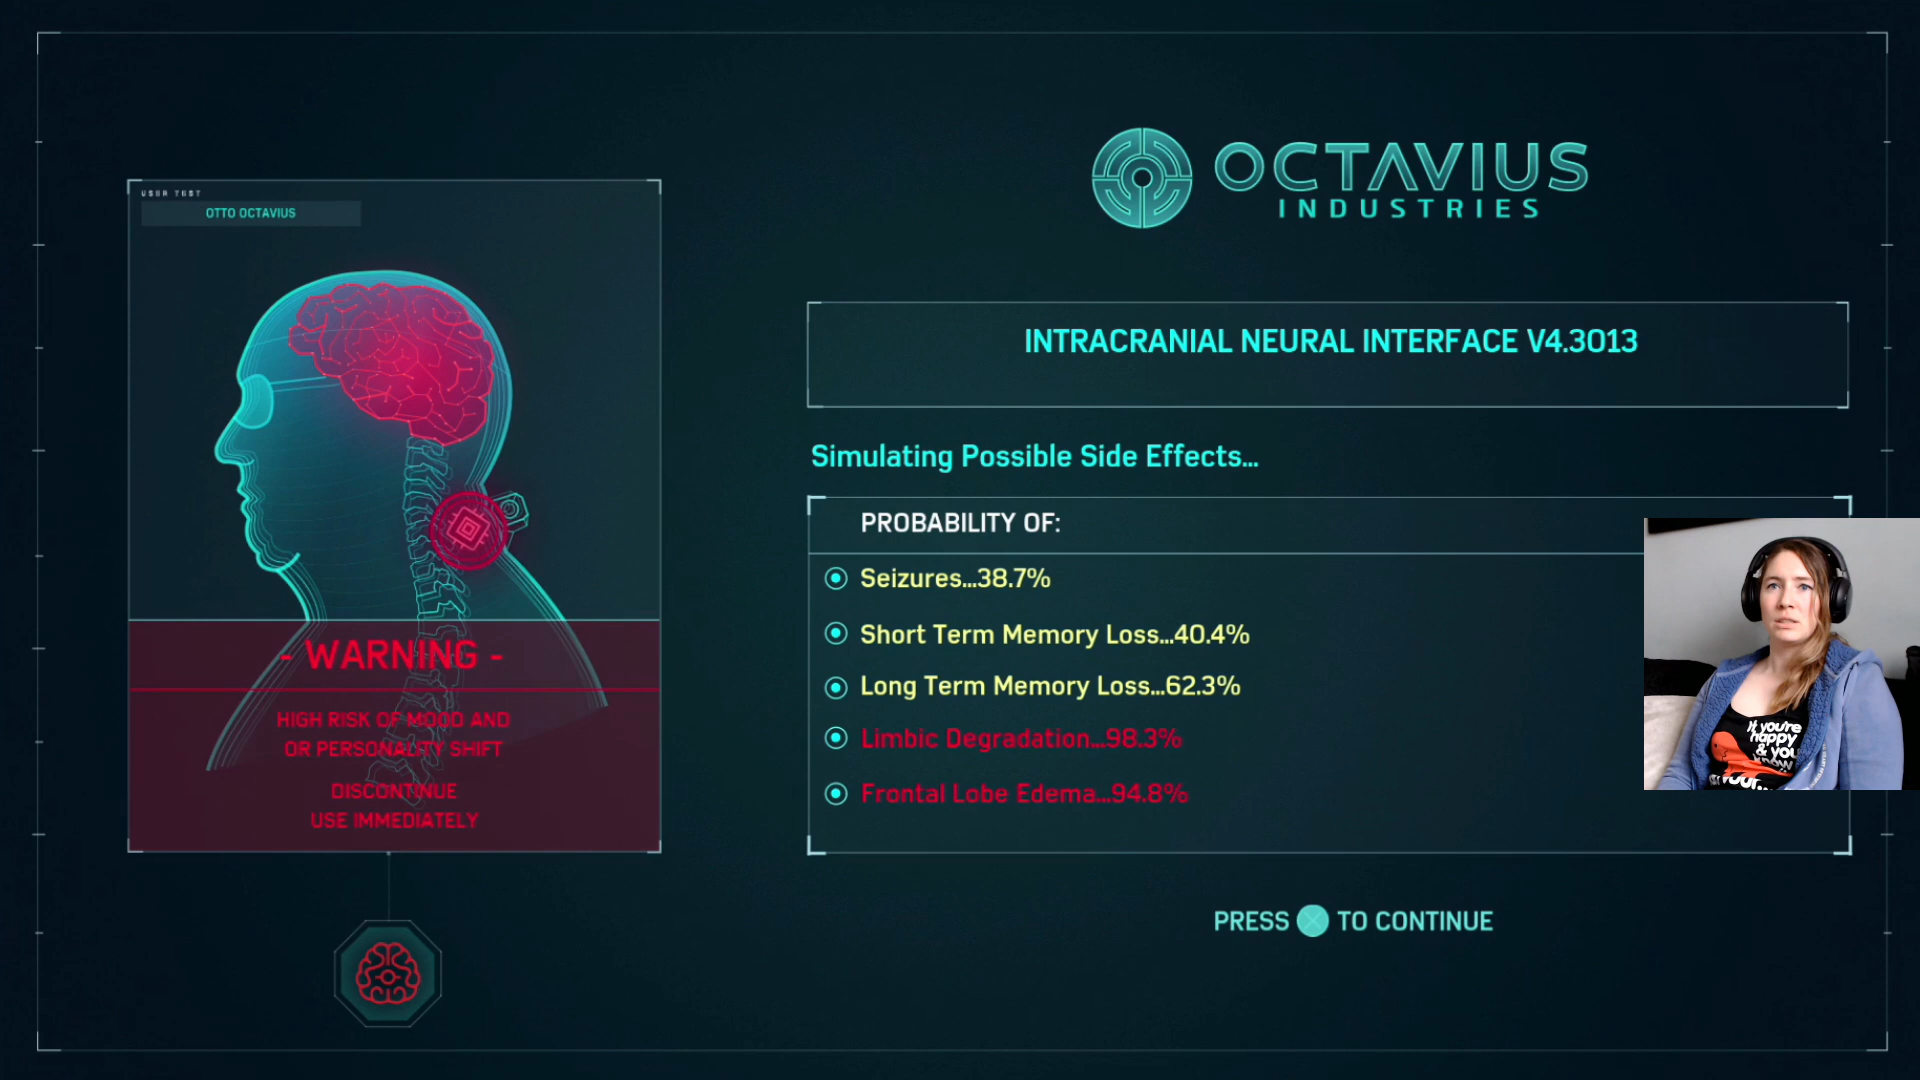 USER TEST
OTTO OCTAVIUS
- WARNING -
HIGH RISK OF MOOD AND
OR PERSONALITY SHIFT
DISCONTINUE
USE IMMEDIATELY
OCTAVIUS
INDUSTRIES
INTRACRANIAL NEURAL INTERFACE V4.3013
Simulating Possible Side Effects...
PROBABILITY OF:
Seizures...38.7%
Short Term Memory Loss...40.4%
Long Term Memory Loss...62.3%
Limbic Degradation...98.3%
Frontal Lobe Edema...94.8%
PRESS TO CONTINUE
If you're
happy
& you
know